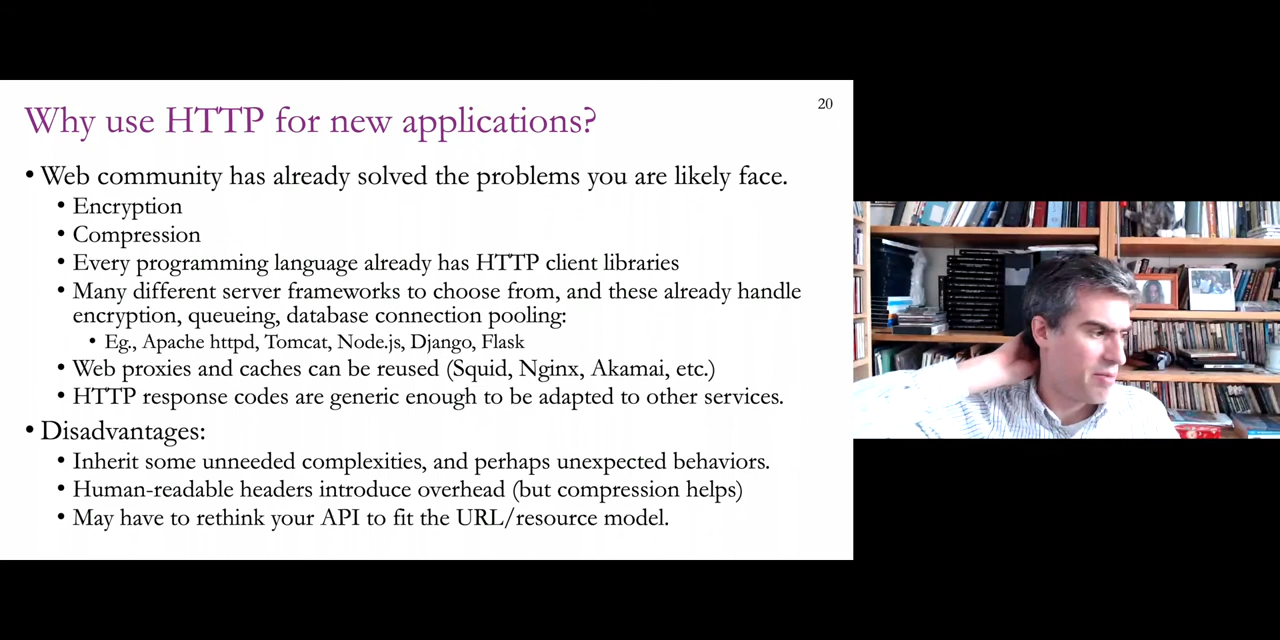 20
Why use HTTP for new applications?
• Web community has already solved the problems you are likely face.
• Encryption
• Compression
• Every programming language already has HTTP client libraries
• Many different server frameworks to choose from, and these already handle
encryption, queueing, database connection pooling:
• Eg., Apache httpd, Tomcat, Node.js, Django, Flask
• Web proxies and caches can be reused (Squid, Nginx, Akamai, etc.)
• HTTP response codes are generic enough to be adapted to other services.
• Disadvantages:
• Inherit some unneeded complexities, and perhaps unexpected behaviors.
• Human-readable headers introduce overhead (but compression helps)
• May have to rethink your API to fit the URL/resource model.